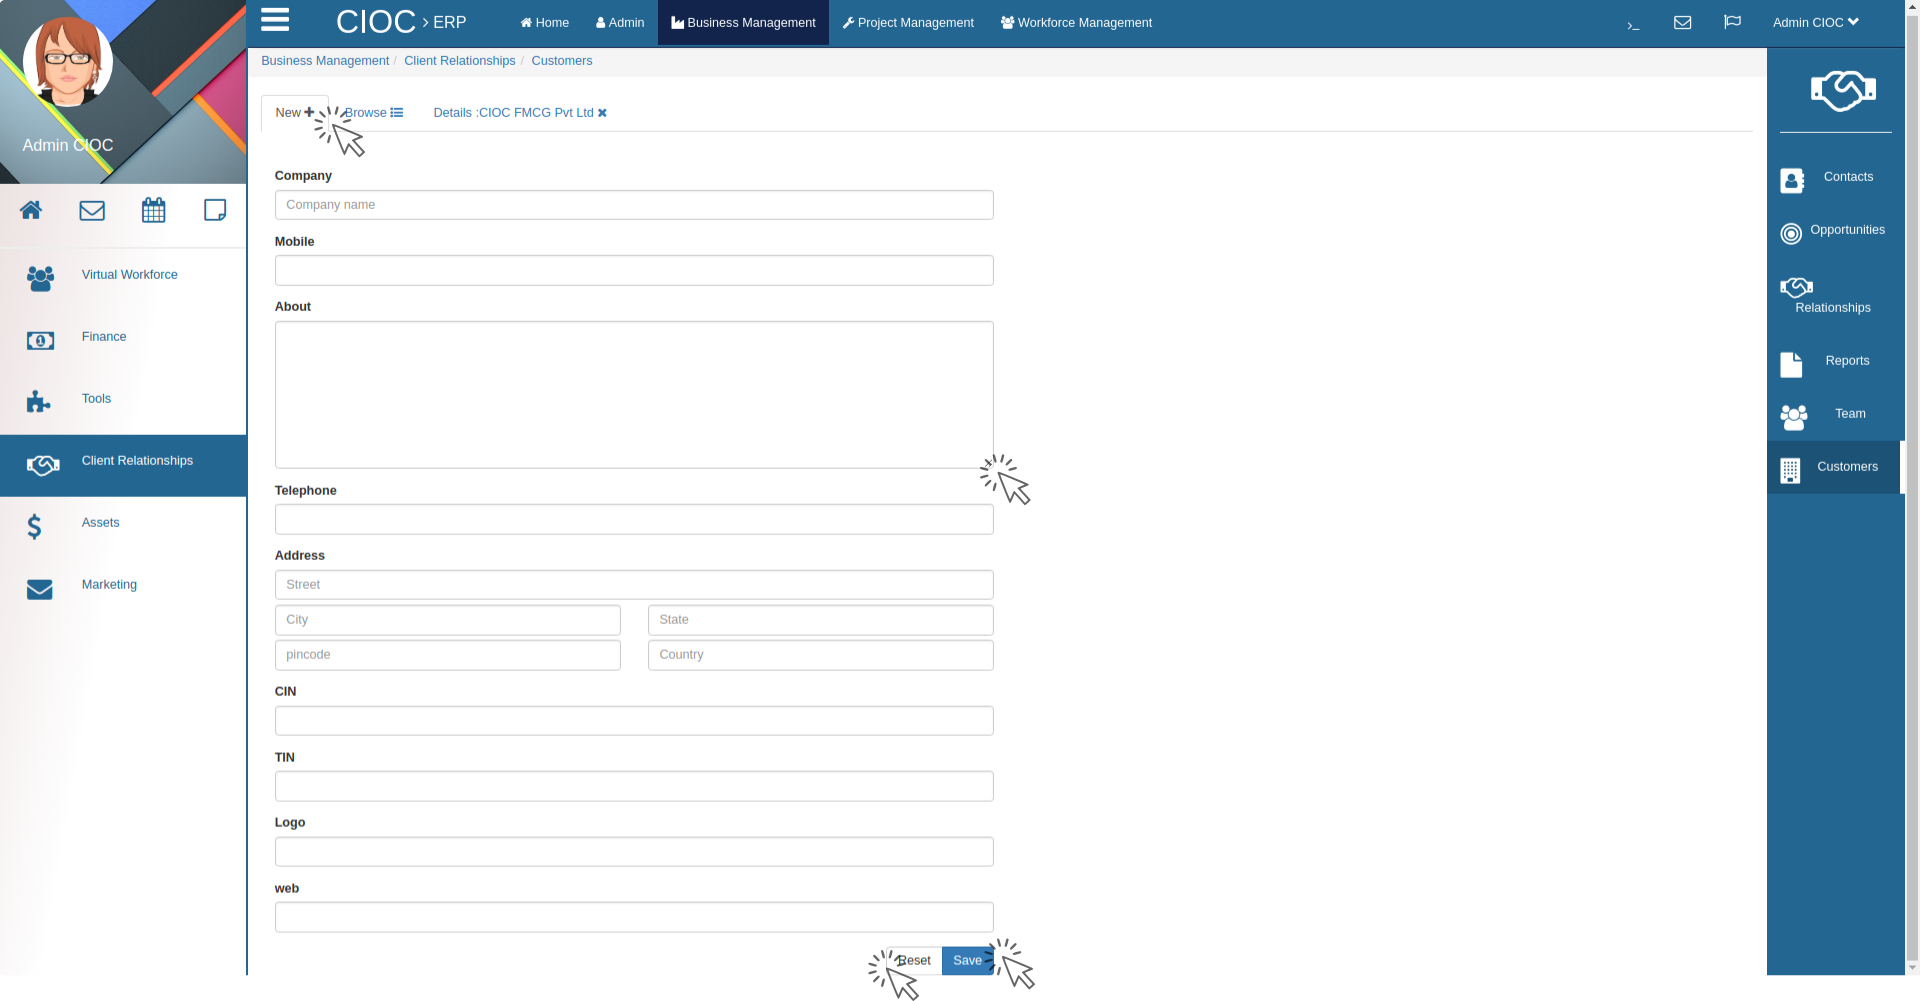 CIOC > ERP
Home
Admin
Business Management
Project Management
Workforce Management
>_
Admin CIOC
Business Management / Client Relationships / Customers
New
Browse
Details :CIOC FMCG Pvt Ltd
Admin CIOC
Virtual Workforce
Finance
Tools
Client Relationships
Assets
Marketing
Company
Company name
Mobile
About
Telephone
Address
Street
City
State
pincode
Country
CIN
TIN
Logo
web
Reset
Save
Contacts
Opportunities
Relationships
Reports
Team
Customers